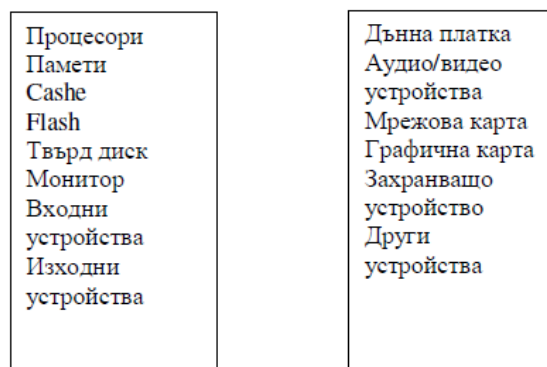 Процесори
Памети
Cashe
Flash
Твърд диск
Монитор
Входни
устройства
Изходни
устройства
Дънна платка
Аудио/видео
устройства
Мрежова карта
Графична карта
Захранващо
устройство
Други
устройства